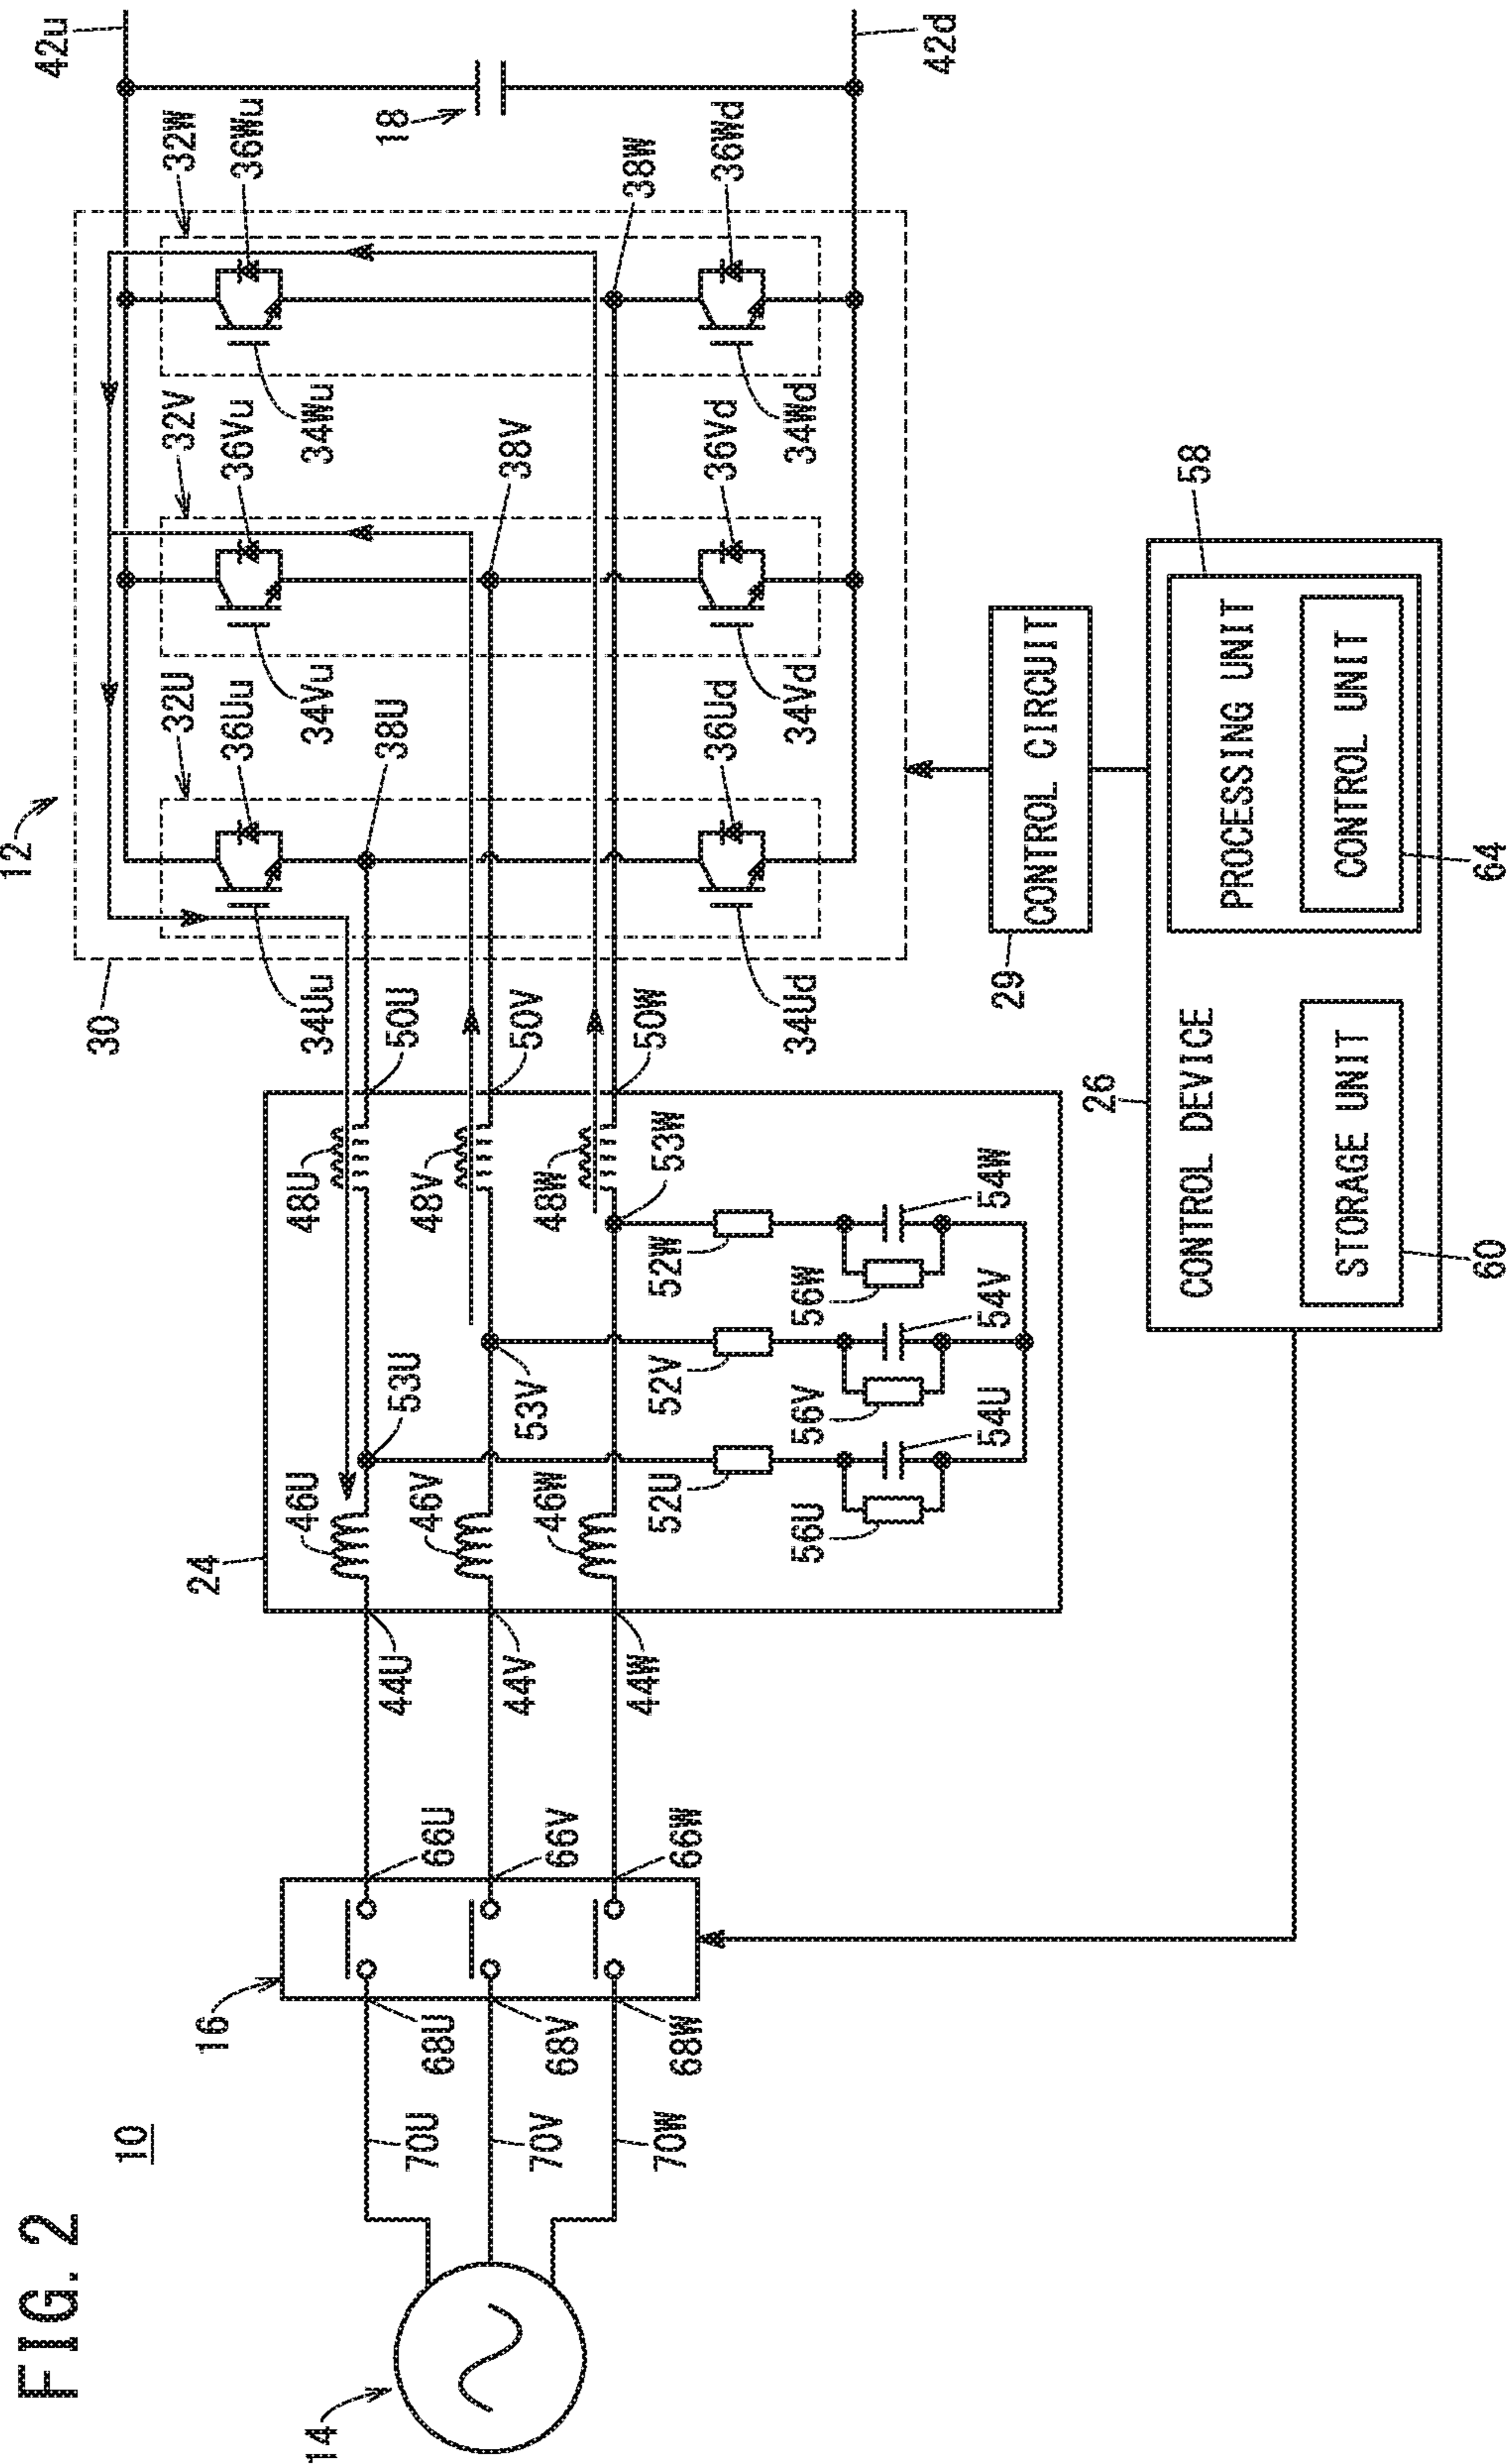 FIG. 2
10
12
42u
30
32U
32V
32W
36Uu
36Vu
36Wu
18
34Uu
34Vu
34Wu
38U
38V
38W
24
16
14
46U
48U
53U
50U
44U
66U
68U
70U
46V
48V
53V
50V
44V
66V
68V
70V
46W
48W
53W
50W
44W
66W
68W
70W
52U
52V
52W
56U
56V
56W
54U
54V
54W
36Ud
36Vd
36Wd
34Ud
34Vd
34Wd
42d
29
CONTROL CIRCUIT
26
58
CONTROL DEVICE
PROCESSING UNIT
STORAGE UNIT
CONTROL UNIT
60
64